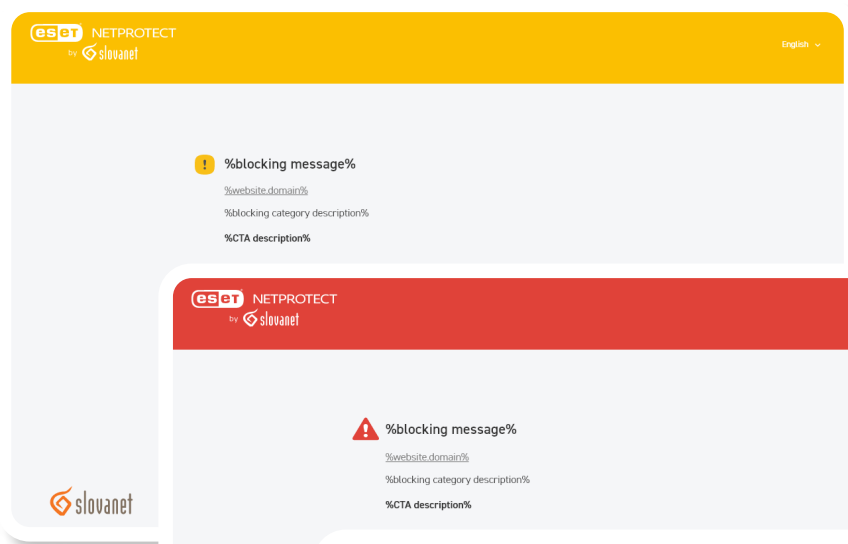 eset NETPROTECT
by slovanet
English
%blocking message%
%website.domain%
%blocking category description%
%CTA description%
eset NETPROTECT
by slovanet
%blocking message%
%website.domain%
%blocking category description%
%CTA description%
slovanet